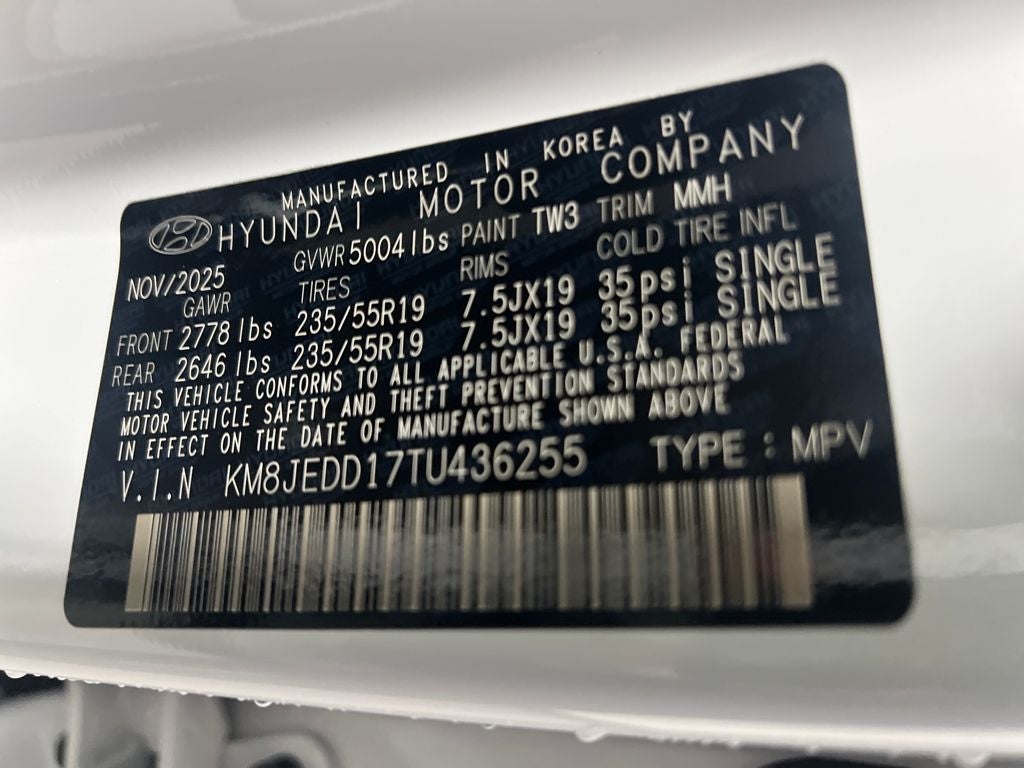 MANUFACTURED IN KOREA BY
HYUNDAI MOTOR COMPANY
NOV/2025 GVWR 5004lbs PAINT TW3 TRIM MMH
GAWR TIRES RIMS COLD TIRE INFL
FRONT 2778 lbs 235/55R19 7.5JX19 35psi SINGLE
REAR 2646 lbs 235/55R19 7.5JX19 35psi SINGLE
THIS VEHICLE CONFORMS TO ALL APPLICABLE U.S.A. FEDERAL
MOTOR VEHICLE SAFETY AND THEFT PREVENTION STANDARDS
IN EFFECT ON THE DATE OF MANUFACTURE SHOWN ABOVE
V.I.N KM8JEDD17TU436255 TYPE : MPV